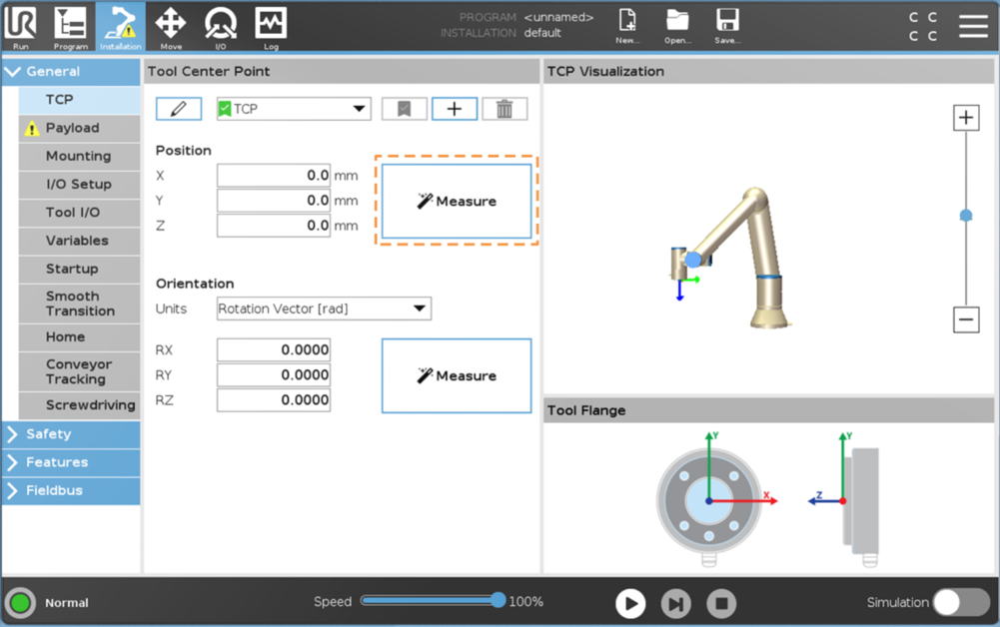 PROGRAM <unnamed>
INSTALLATION default
UR
Run
Program
Installation
Move
I/O
Log
New...
Open...
Save...
C C
C C
General
TCP
Payload
Mounting
I/O Setup
Tool I/O
Variables
Startup
Smooth
Transition
Home
Conveyor
Tracking
Screwdriving
Safety
Features
Fieldbus
Tool Center Point
TCP
Position
X 0.0 mm
Y 0.0 mm
Z 0.0 mm
Measure
Orientation
Units Rotation Vector [rad]
RX 0.0000
RY 0.0000
RZ 0.0000
Measure
TCP Visualization
Tool Flange
Y
X
Y
Z
Normal
Speed 100%
Simulation